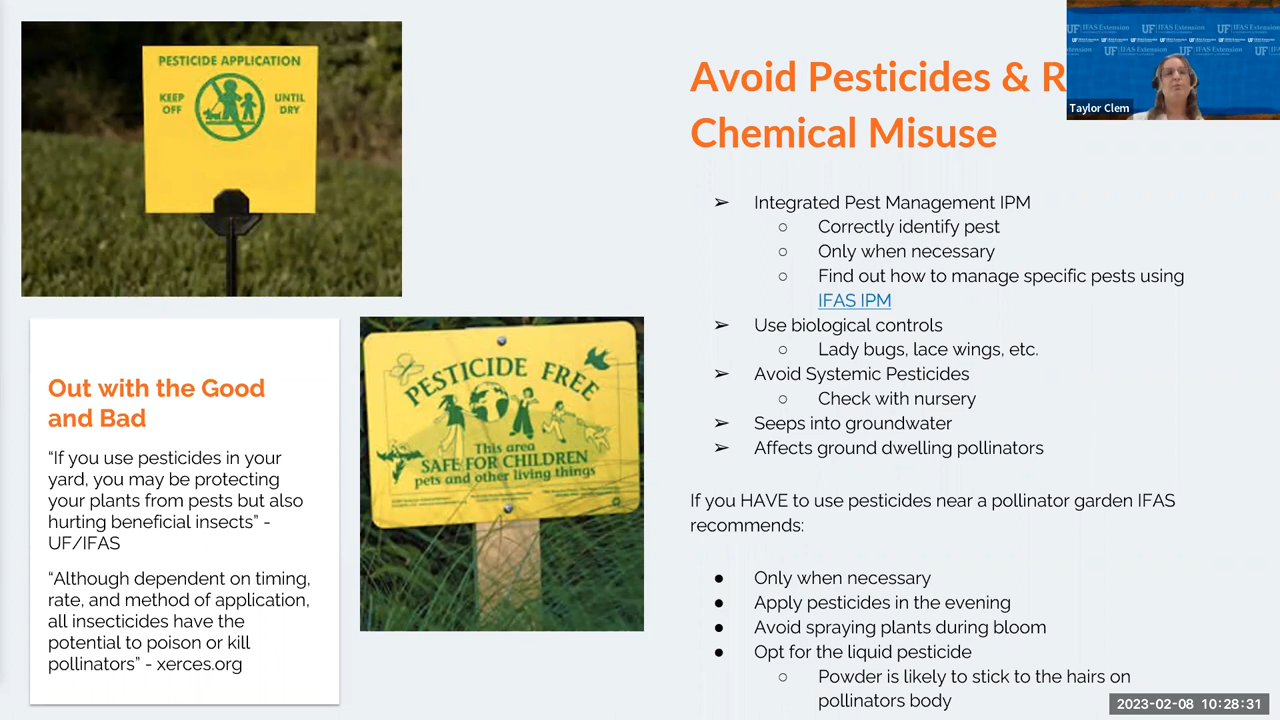 PESTICIDE APPLICATION
KEEP OFF
UNTIL DRY
Out with the Good
and Bad
“If you use pesticides in your
yard, you may be protecting
your plants from pests but also
hurting beneficial insects” -
UF/IFAS
“Although dependent on timing,
rate, and method of application,
all insecticides have the
potential to poison or kill
pollinators” - xerces.org
PESTICIDE FREE
This area
SAFE FOR CHILDREN
pets and other living things
Avoid Pesticides & R
Chemical Misuse
➢ Integrated Pest Management IPM
○ Correctly identify pest
○ Only when necessary
○ Find out how to manage specific pests using
IFAS IPM
➢ Use biological controls
○ Lady bugs, lace wings, etc.
➢ Avoid Systemic Pesticides
○ Check with nursery
➢ Seeps into groundwater
➢ Affects ground dwelling pollinators
If you HAVE to use pesticides near a pollinator garden IFAS
recommends:
● Only when necessary
● Apply pesticides in the evening
● Avoid spraying plants during bloom
● Opt for the liquid pesticide
○ Powder is likely to stick to the hairs on
pollinators body
UF IFAS Extension
Taylor Clem
2023-02-08 10:28:31